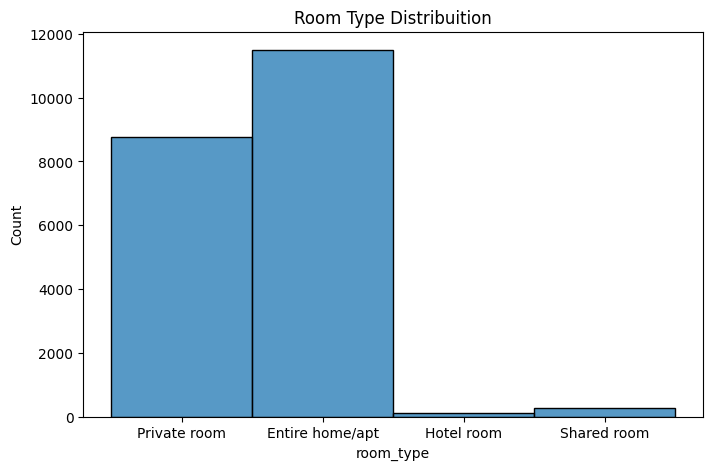 Room Type Distribuition
12000
10000
8000
6000
4000
2000
0
Count
Private room
Entire home/apt
Hotel room
Shared room
room_type